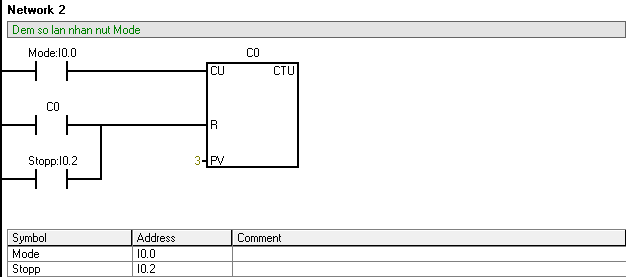 Network 2
Dem so lan nhan nut Mode
Mode:I0.0 C0
CU CTU
C0
R
Stopp:I0.2
3 PV
Symbol Address Comment
Mode I0.0
Stopp I0.2